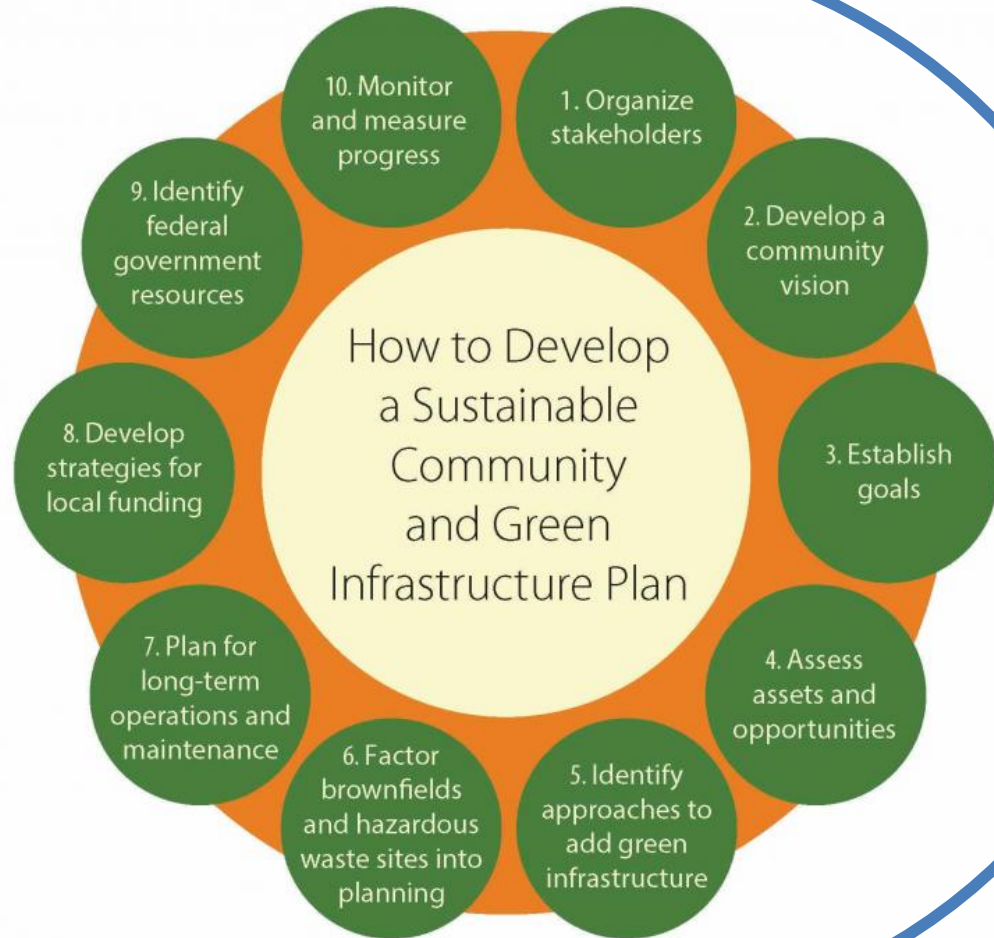 How to Develop
a Sustainable
Community
and Green
Infrastructure Plan
1. Organize
stakeholders
2. Develop a
community
vision
3. Establish
goals
4. Assess
assets and
opportunities
5. Identify
approaches to
add green
infrastructure
6. Factor
brownfields
and hazardous
waste sites into
planning
7. Plan for
long-term
operations and
maintenance
8. Develop
strategies for
local funding
9. Identify
federal
government
resources
10. Monitor
and measure
progress